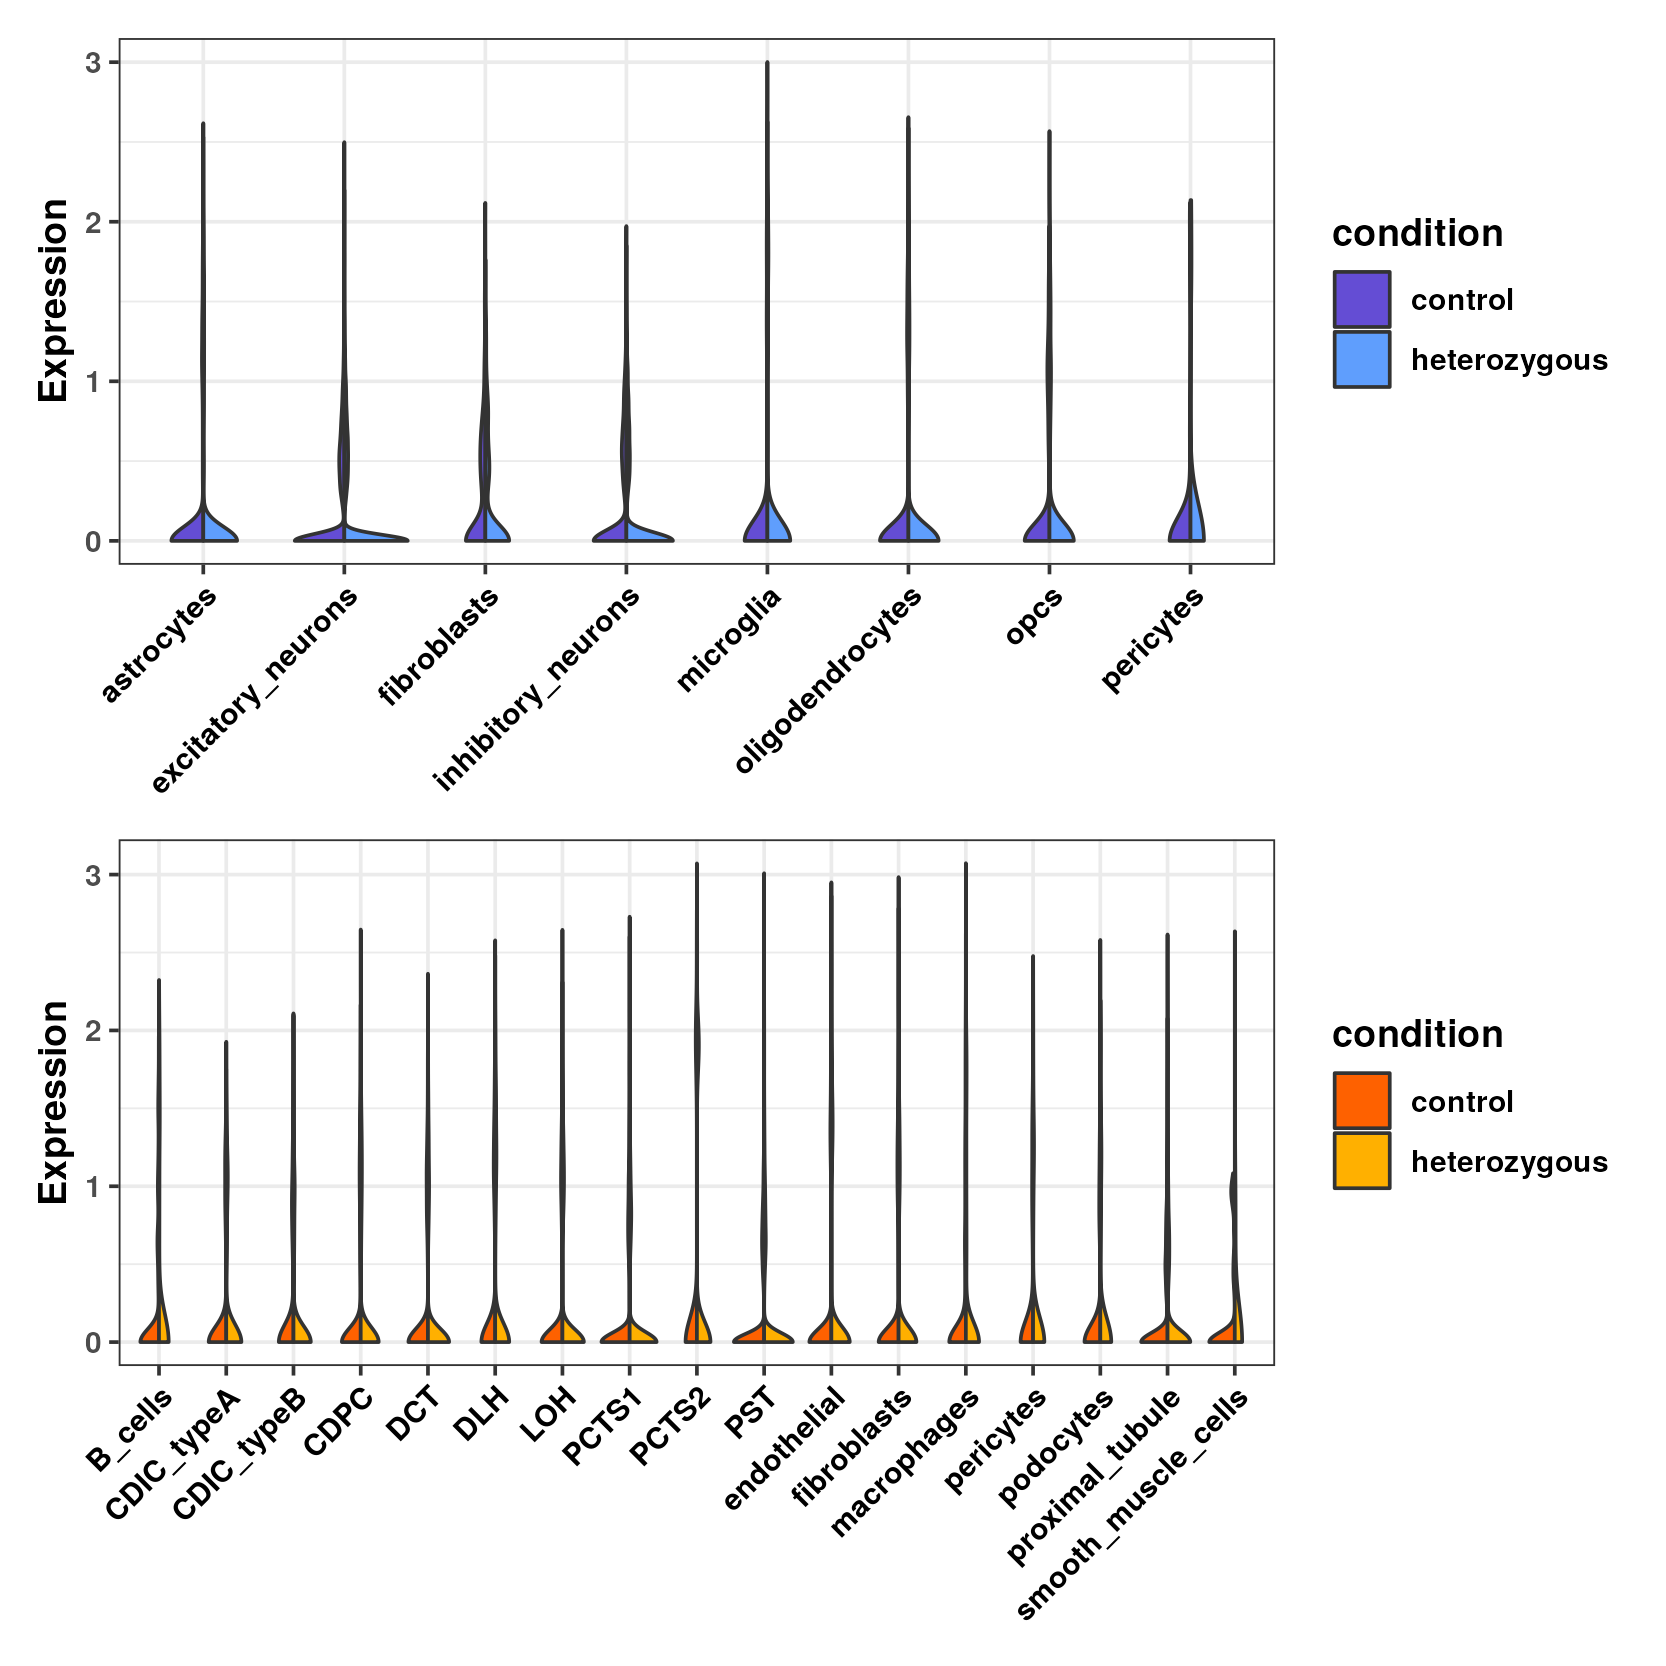 3
2
1
0
Expression
astrocytes
excitatory_neurons
fibroblasts
inhibitory_neurons
microglia
oligodendrocytes
opcs
pericytes
condition
control
heterozygous
3
2
1
0
Expression
B_cells
CDIC_typeA
CDIC_typeB
CDPC
DCT
DLH
LOH
PCTS1
PCTS2
PST
endothelial
fibroblasts
macrophages
pericytes
podocytes
proximal_tubule
smooth_muscle_cells
condition
control
heterozygous